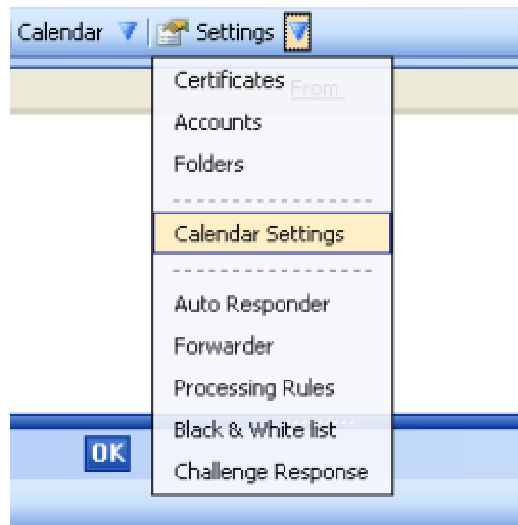 Calendar Settings
Certificates
From
Accounts
Folders
Calendar Settings
Auto Responder
Forwarder
Processing Rules
Black & White list
OK
Challenge Response